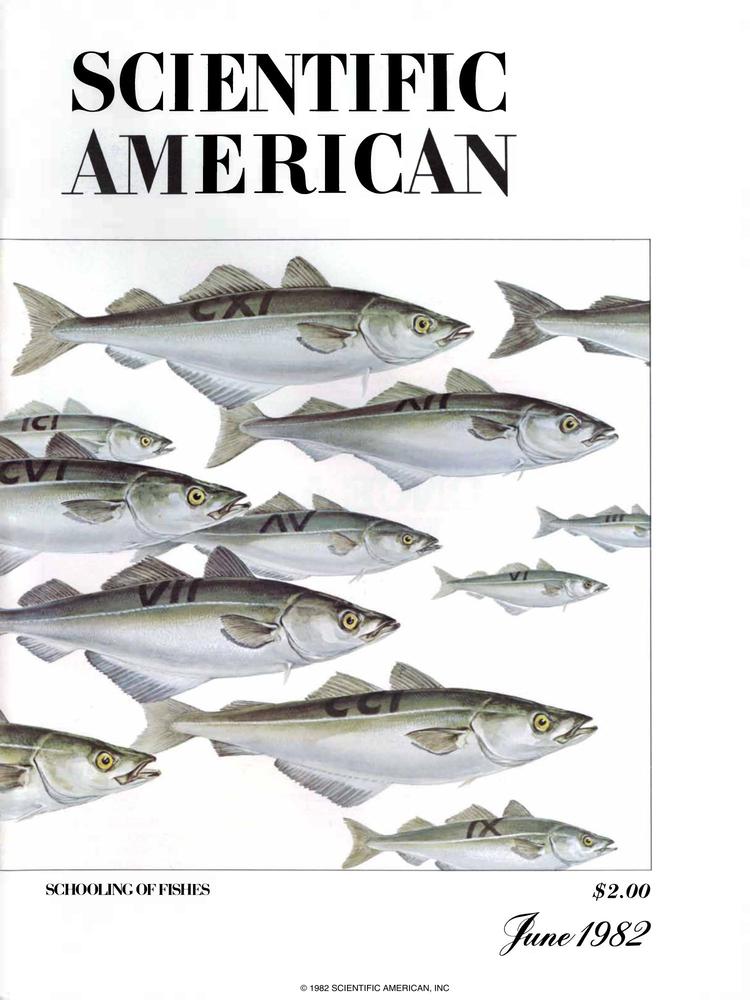 SCIENTIFIC
AMERICAN
CXI
ICI
XII
CVI
XV
III
VI
VII
CCI
IX
SCHOOLING OF FISHES
$2.00
June 1982
© 1982 SCIENTIFIC AMERICAN, INC